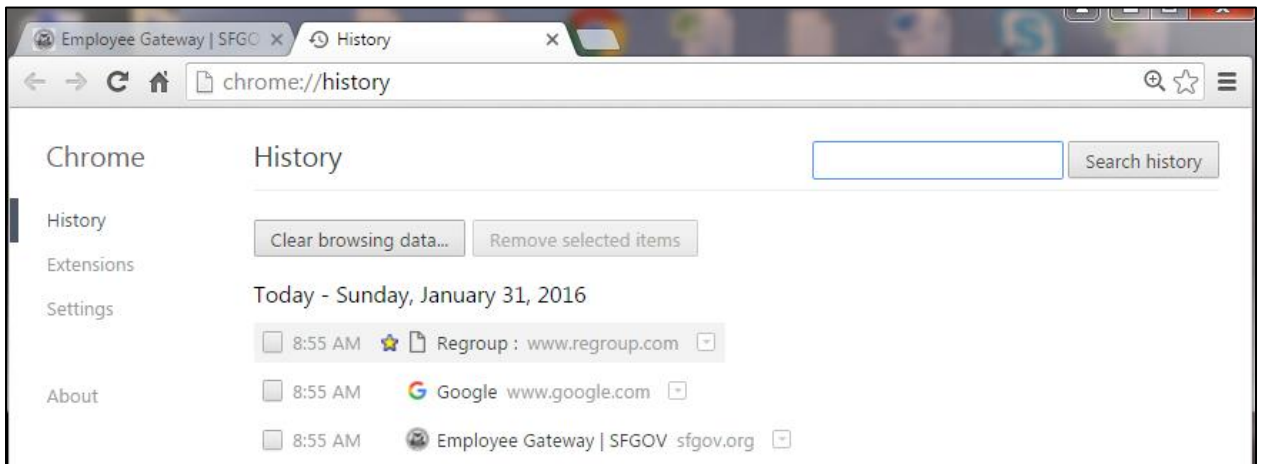 Employee Gateway | SFGO
History
chrome://history
Chrome
History
Search history
History
Clear browsing data...
Remove selected items
Extensions
Today - Sunday, January 31, 2016
Settings
8:55 AM Regroup : www.regroup.com
About
8:55 AM Google www.google.com
8:55 AM Employee Gateway | SFGOV sfgov.org